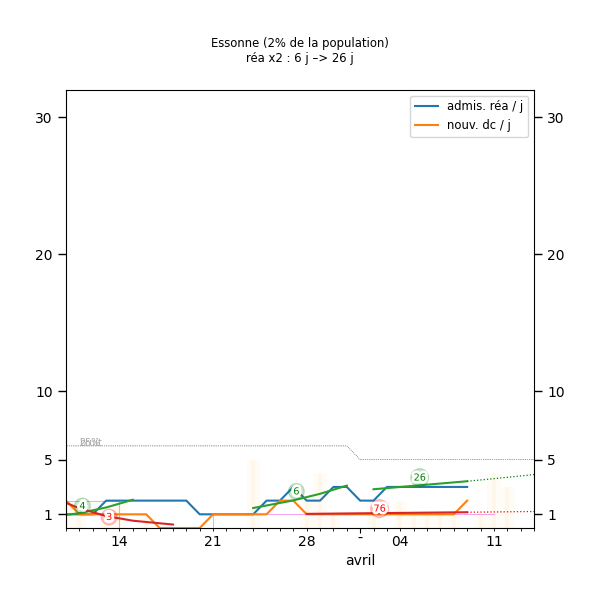 Essonne (2% de la population)
réa x2 : 6 j –> 26 j
admis. réa / j
nouv. dc / j
30 30
20 20
10 10
5 5
1 1
4
3
6
26
76
14 21 28 - 04 11
avril